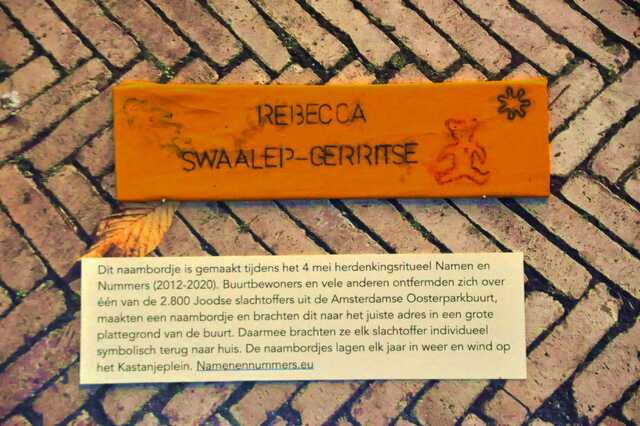 REBECCA
SWAALEP-GERRITSE
Dit naambordje is gemaakt tijdens het 4 mei herdenkingsritueel Namen en
Nummers (2012-2020). Buurtbewoners en vele anderen ontfermden zich over
één van de 2.800 Joodse slachtoffers uit de Amsterdamse Oosterparkbuurt,
maakten een naambordje en brachten dit naar het juiste adres in een grote
plattegrond van de buurt. Daarmee brachten ze elk slachtoffer individueel
symbolisch terug naar huis. De naambordjes lagen elk jaar in weer en wind op
het Kastanjeplein. Namenennummers.eu